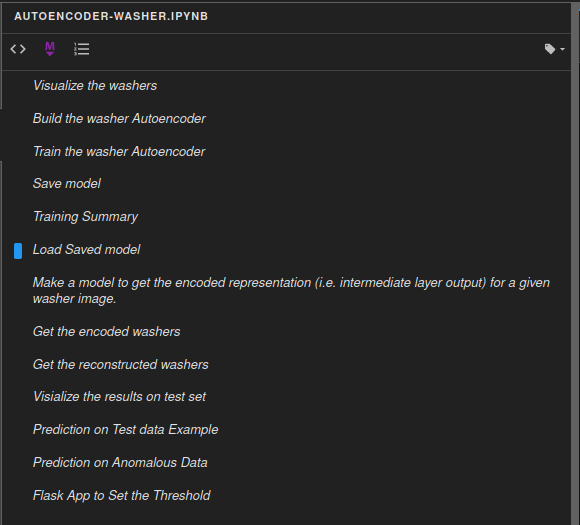 AUTOENCODER-WASHER.IPYNB
M
Visualize the washers
Build the washer Autoencoder
Train the washer Autoencoder
Save model
Training Summary
Load Saved model
Make a model to get the encoded representation (i.e. intermediate layer output) for a given
washer image.
Get the encoded washers
Get the reconstructed washers
Visialize the results on test set
Prediction on Test data Example
Prediction on Anomalous Data
Flask App to Set the Threshold